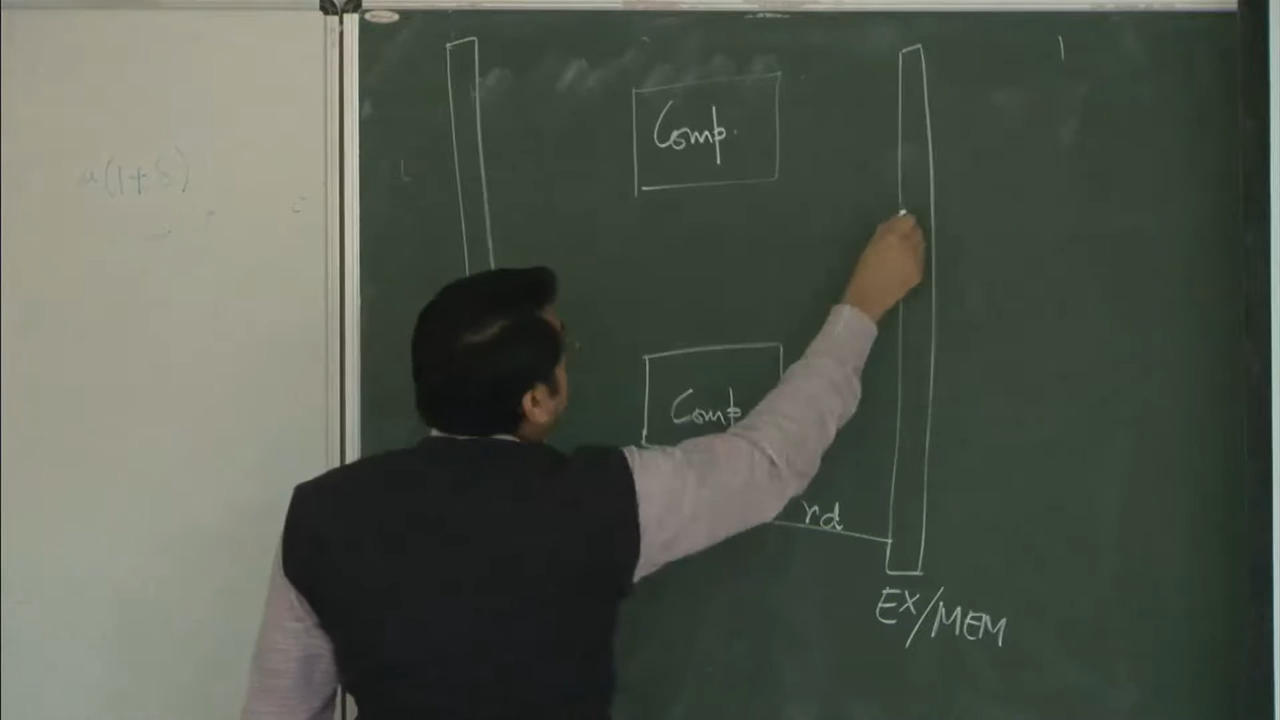 (1+δ)
Comp.
Comp
rd
EX/MEM